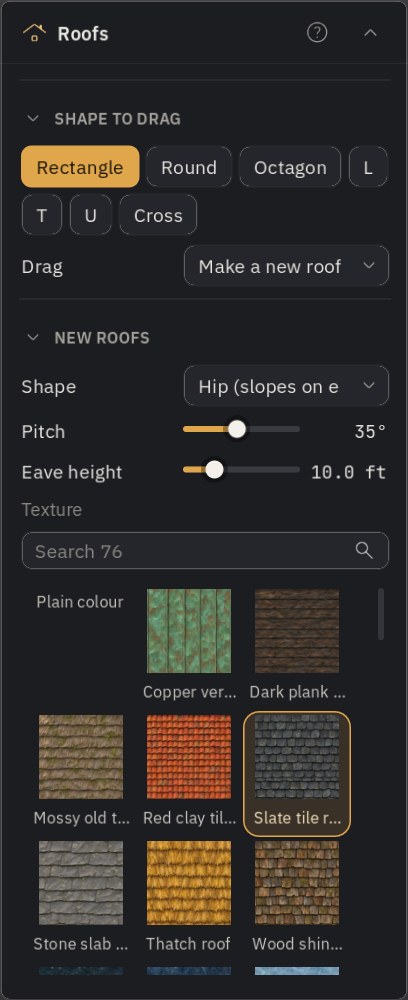 Roofs ?
SHAPE TO DRAG
Rectangle Round Octagon L
T U Cross
Drag Make a new roof
NEW ROOFS
Shape Hip (slopes on e
Pitch 35°
Eave height 10.0 ft
Texture
Search 76
Plain colour
Copper ver... Dark plank ...
Mossy old t... Red clay til... Slate tile r...
Stone slab ... Thatch roof Wood shin...